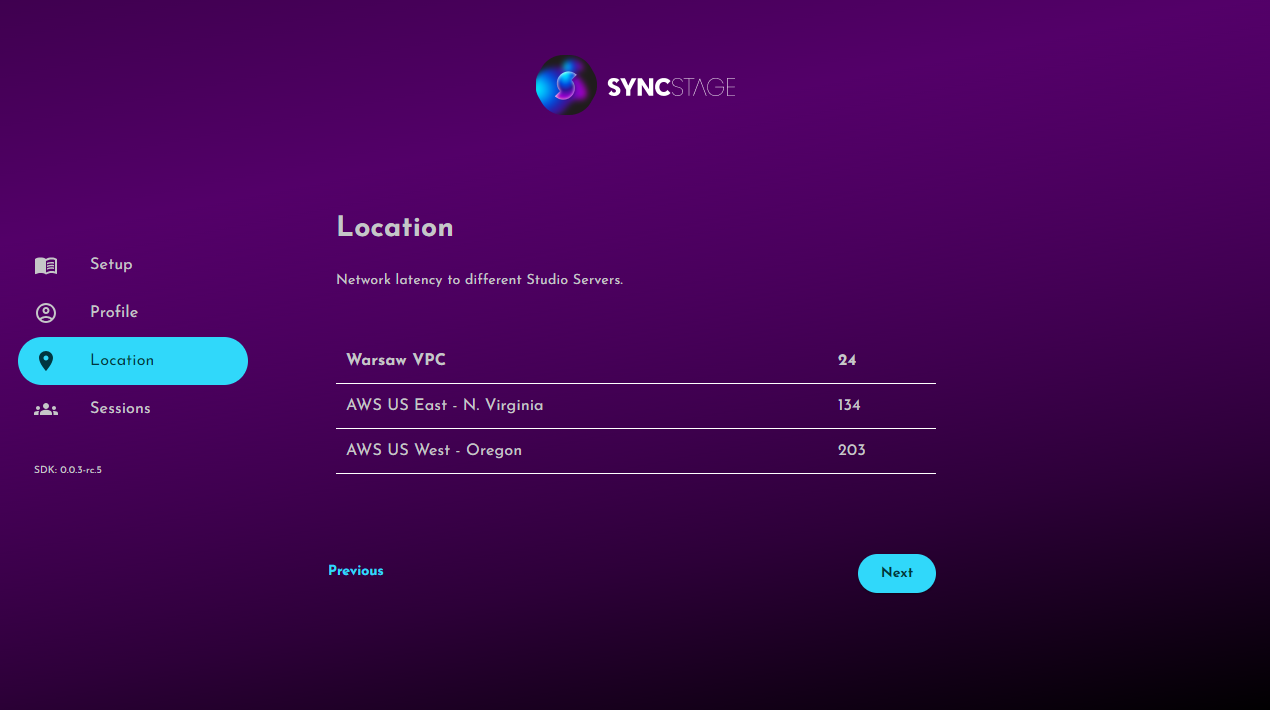 SYNCSTAGE
Setup
Profile
Location
Sessions
SDK: 0.0.3-rc.5
Location
Network latency to different Studio Servers.
Warsaw VPC 24
AWS US East - N. Virginia 134
AWS US West - Oregon 203
Previous
Next